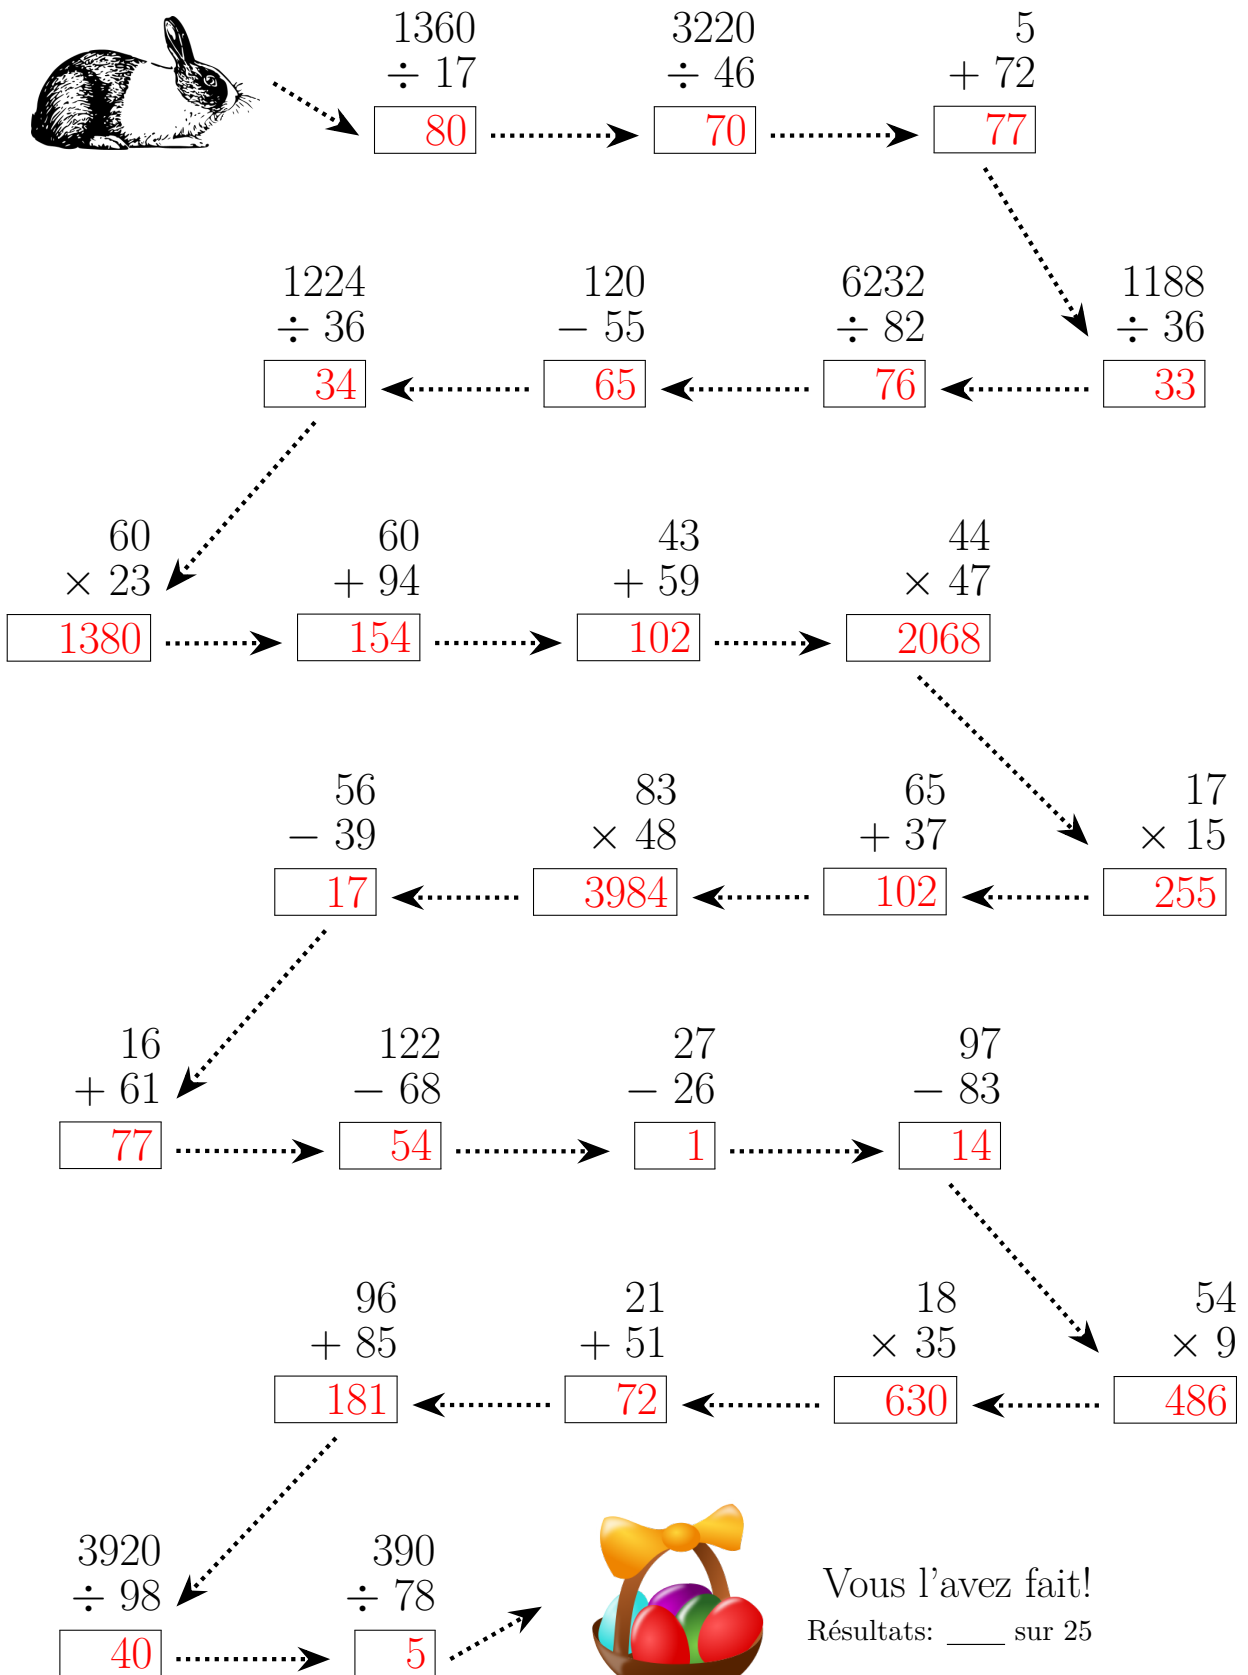 1360 3220 5
÷ 17 ÷ 46 + 72
80 70 77
1224 120 6232 1188
÷ 36 − 55 ÷ 82 ÷ 36
34 65 76 33
60 60 43 44
× 23 + 94 + 59 × 47
1380 154 102 2068
56 83 65 17
− 39 × 48 + 37 × 15
17 3984 102 255
16 122 27 97
+ 61 − 68 − 26 − 83
77 54 1 14
96 21 18 54
+ 85 + 51 × 35 × 9
181 72 630 486
3920 390
÷ 98 ÷ 78
40 5
Vous l'avez fait!
Résultats: ____ sur 25